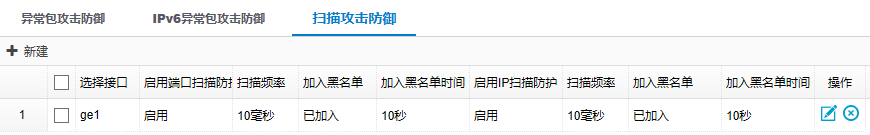 异常包攻击防御 IPv6异常包攻击防御 扫描攻击防御
新建
选择接口 启用端口扫描防护 扫描频率 加入黑名单 加入黑名单时间 启用IP扫描防护 扫描频率 加入黑名单 加入黑名单时间 操作
1 ge1 启用 10毫秒 已加入 10秒 启用 10毫秒 已加入 10秒